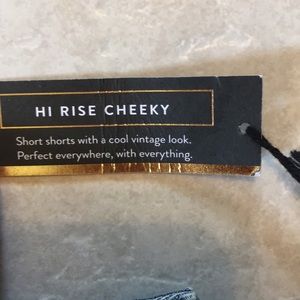 HI RISE CHEEKY
Short shorts with a cool vintage look.
Perfect everywhere, with everything.